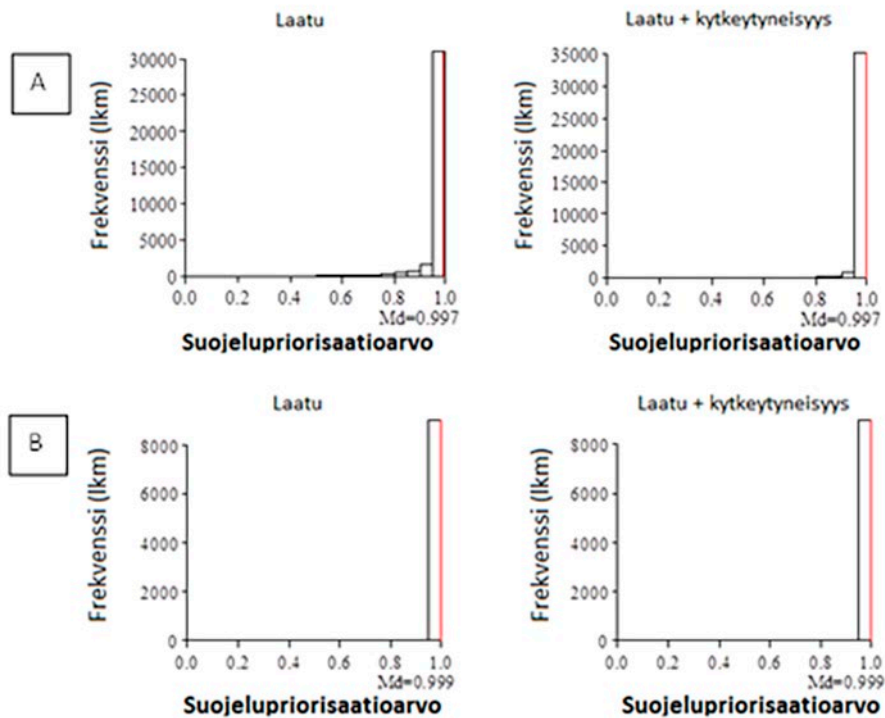 Laatu
Laatu + kytkeytyneisyys
A
Frekvenssi (lkm)
30000
25000
20000
15000
10000
5000
0
0.0 0.2 0.4 0.6 0.8 1.0
Md=0.997
Suojelupriorisaatioarvo
Frekvenssi (lkm)
35000
30000
25000
20000
15000
10000
5000
0
0.0 0.2 0.4 0.6 0.8 1.0
Md=0.997
Suojelupriorisaatioarvo
Laatu
Laatu + kytkeytyneisyys
B
Frekvenssi (lkm)
8000
6000
4000
2000
0
0.0 0.2 0.4 0.6 0.8 1.0
Md=0.999
Suojelupriorisaatioarvo
Frekvenssi (lkm)
8000
6000
4000
2000
0
0.0 0.2 0.4 0.6 0.8 1.0
Md=0.999
Suojelupriorisaatioarvo